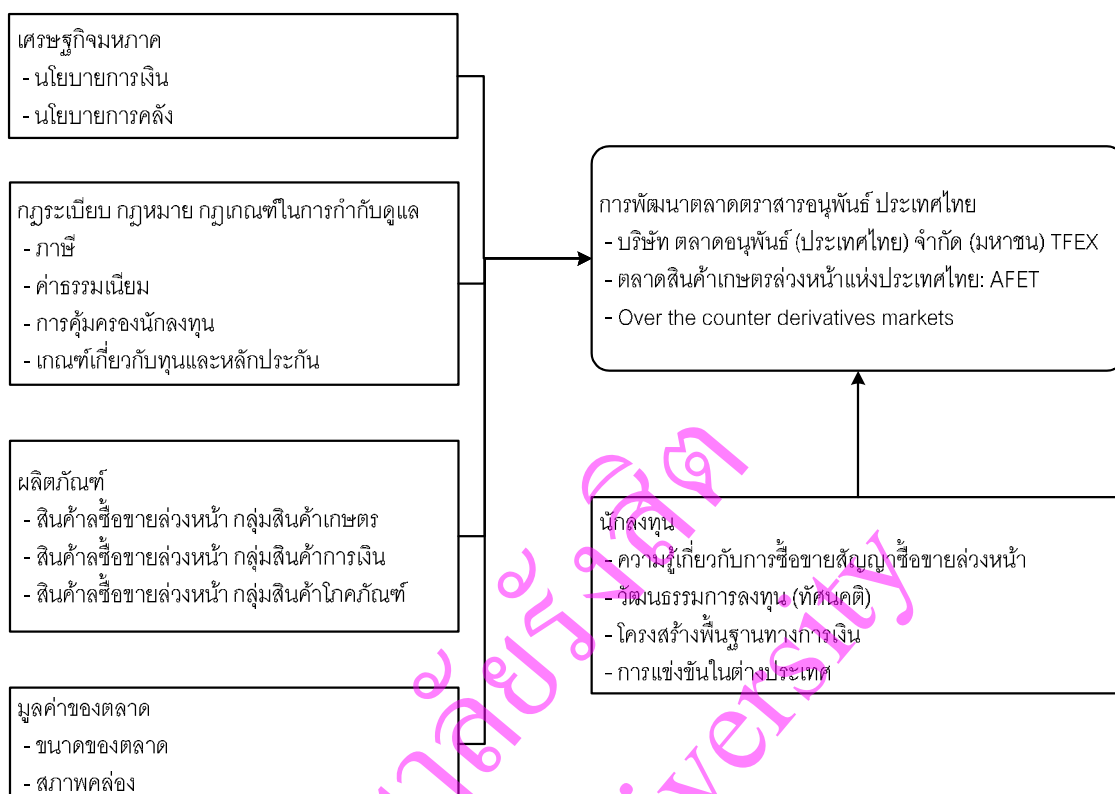 เศรษฐกิจมหภาค
- นโยบายการเงิน
- นโยบายการคลัง
กฎระเบียบ กฎหมาย กฎเกณฑ์ในการกำกับดูแล
- ภาษี
- ค่าธรรมเนียม
- การคุ้มครองนักลงทุน
- เกณฑ์เกี่ยวกับทุนและหลักประกัน
ผลิตภัณฑ์
- สินค้าลซื้อขายล่วงหน้า กลุ่มสินค้าเกษตร
- สินค้าลซื้อขายล่วงหน้า กลุ่มสินค้าการเงิน
- สินค้าลซื้อขายล่วงหน้า กลุ่มสินค้าโภคภัณฑ์
มูลค่าของตลาด
- ขนาดของตลาด
- สภาพคล่อง
การพัฒนาตลาดตราสารอนุพันธ์ ประเทศไทย
- บริษัท ตลาดอนุพันธ์ (ประเทศไทย) จำกัด (มหาชน) TFEX
- ตลาดสินค้าเกษตรล่วงหน้าแห่งประเทศไทย: AFET
- Over the counter derivatives markets
นักลงทุน
- ความรู้เกี่ยวกับการซื้อขายสัญญาซื้อขายล่วงหน้า
- วัฒนธรรมการลงทุน (ทัศนคติ)
- โครงสร้างพื้นฐานทางการเงิน
- การแข่งขันในต่างประเทศ
าลัยรังสิต
iversity